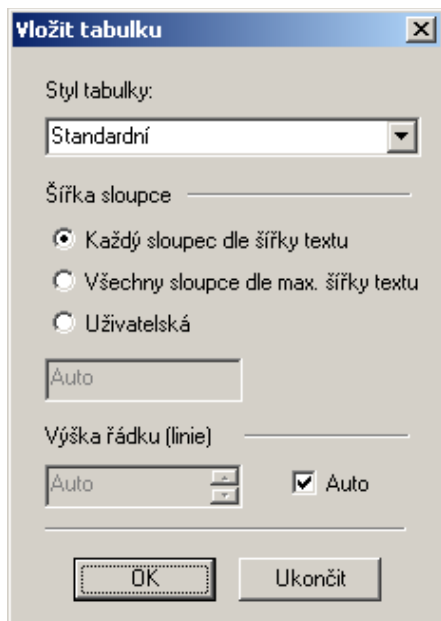 Vložit tabulku
Styl tabulky:
Standardní
Šířka sloupce
Každý sloupec dle šířky textu
Všechny sloupce dle max. šířky textu
Uživatelská
Auto
Výška řádku (linie)
Auto
Auto
OK
Ukončit